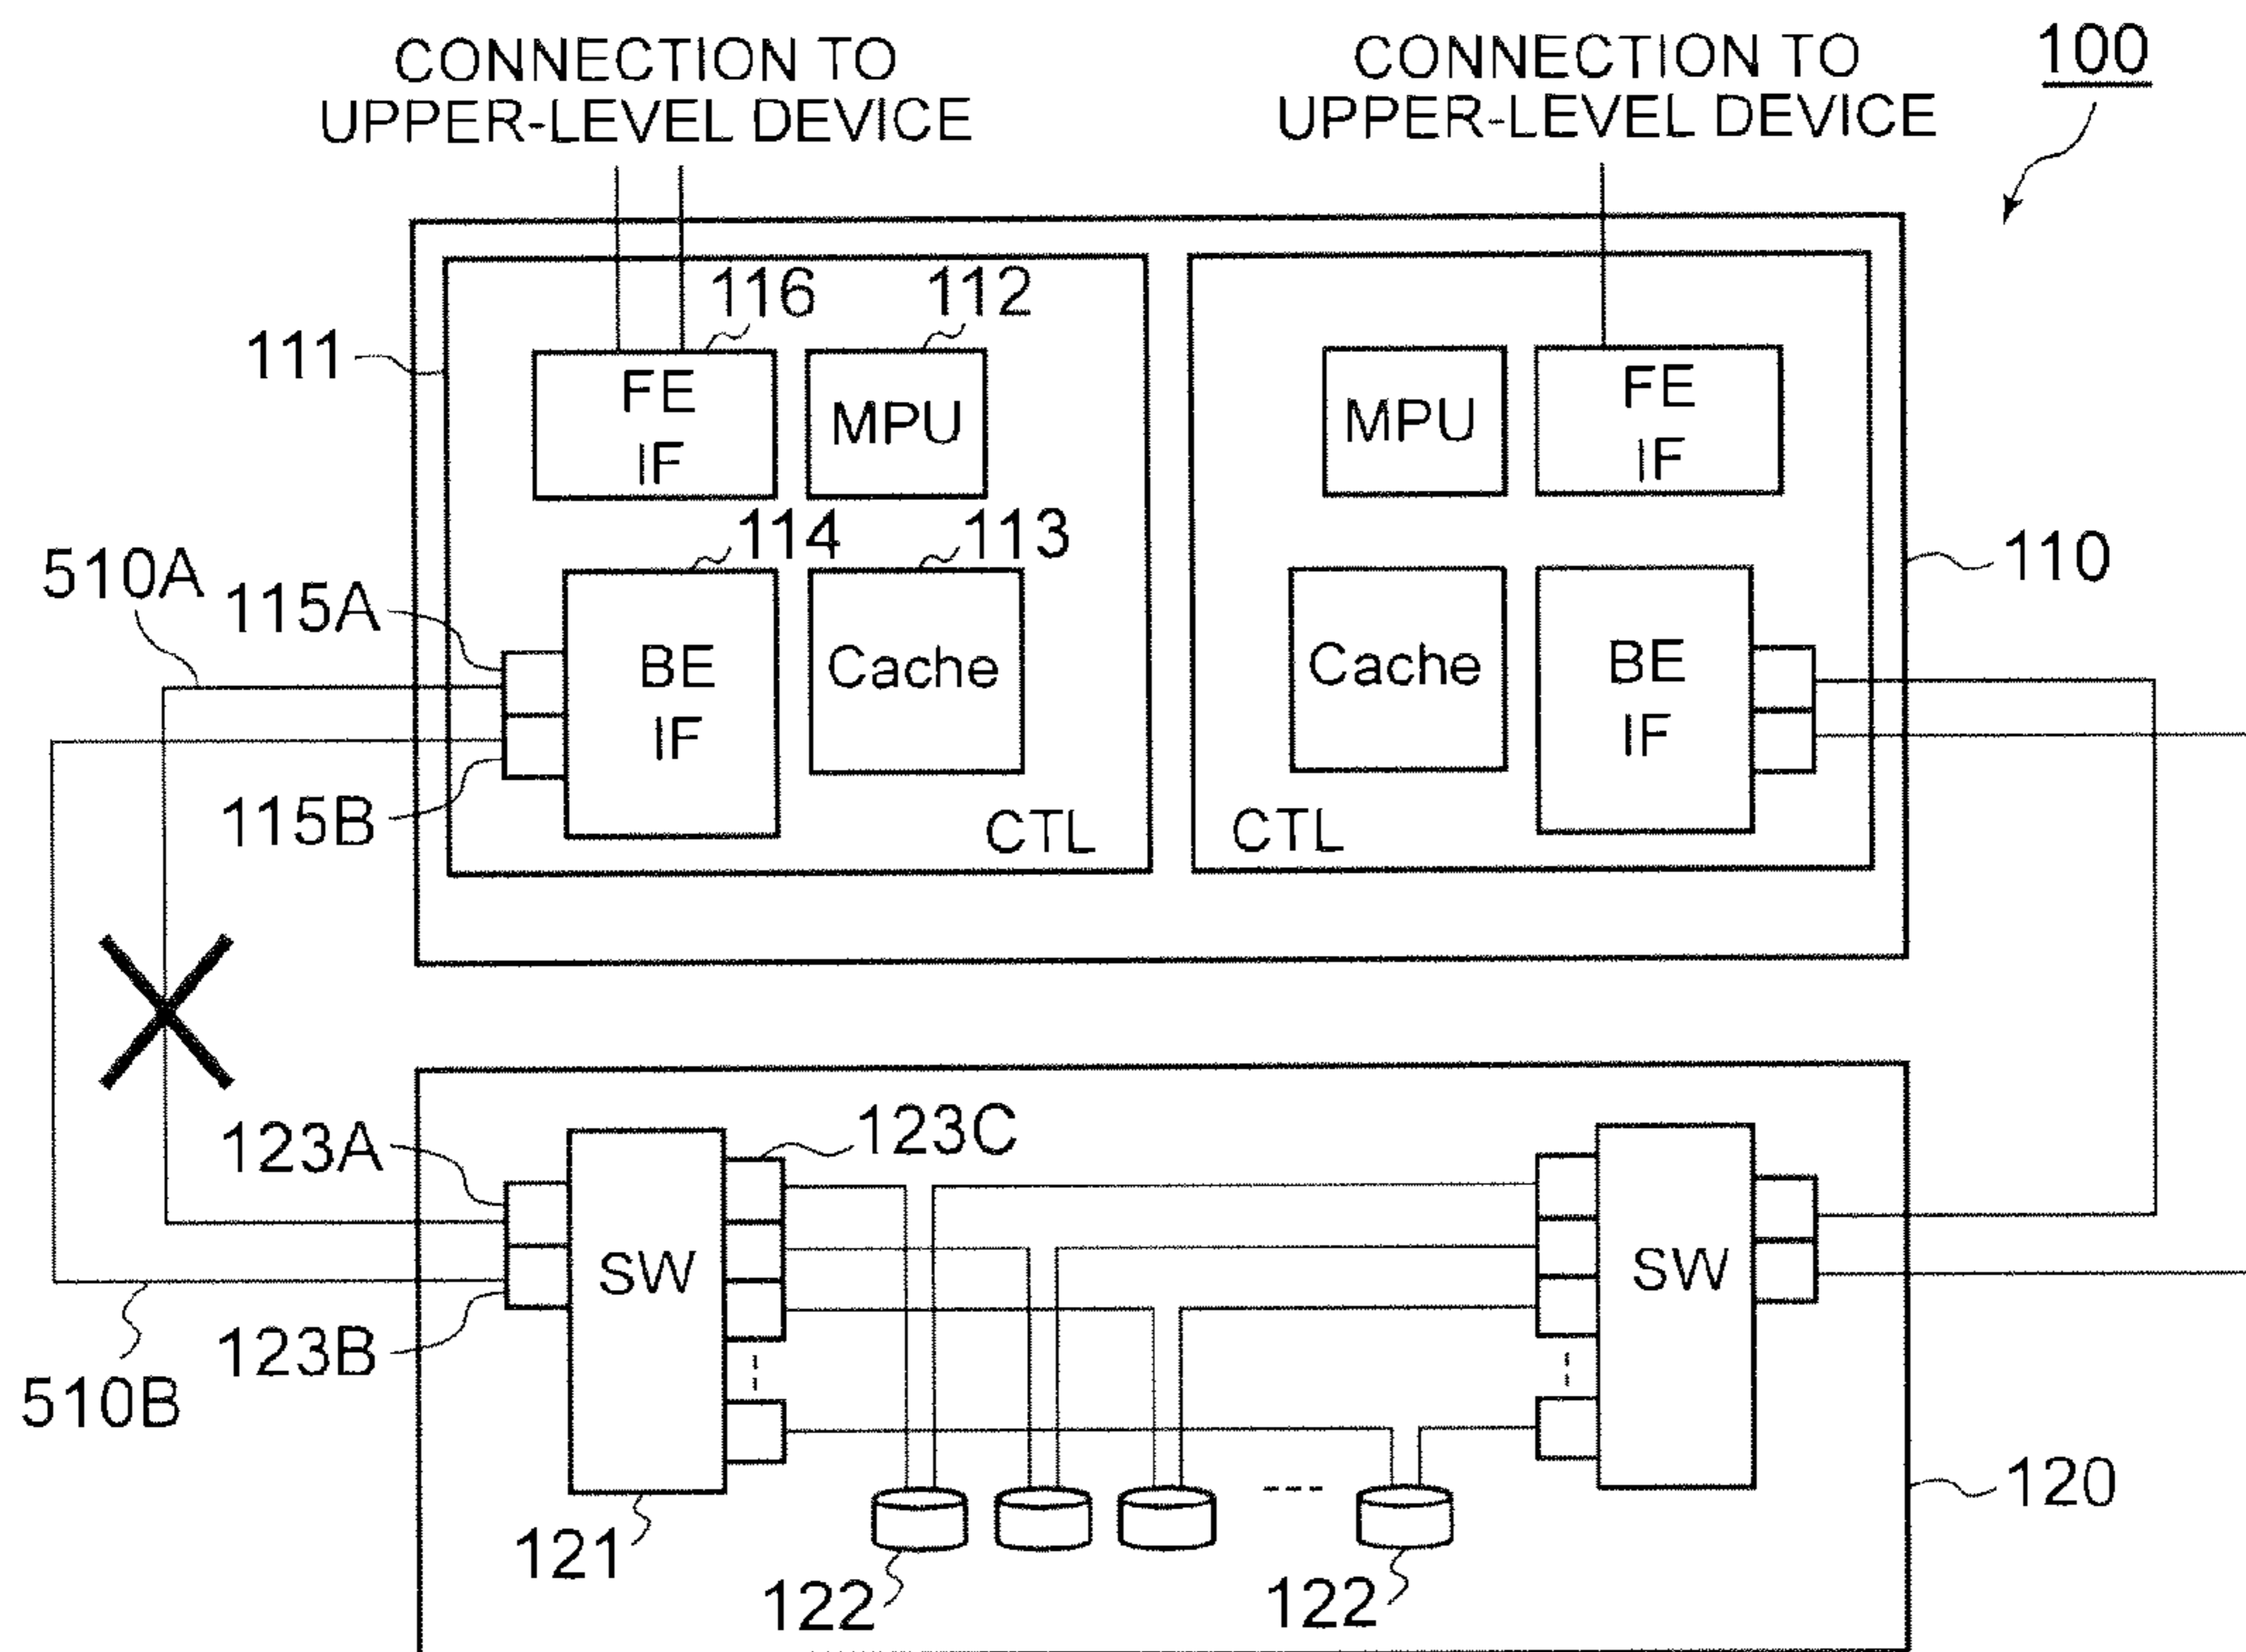 CONNECTION TO
UPPER-LEVEL DEVICE
CONNECTION TO
UPPER-LEVEL DEVICE
100
116
112
111
FE
IF
MPU
MPU
FE
IF
114
113
110
510A
115A
BE
IF
Cache
Cache
BE
IF
115B
CTL
CTL
123C
123A
SW
SW
123B
510B
121
122
122
120